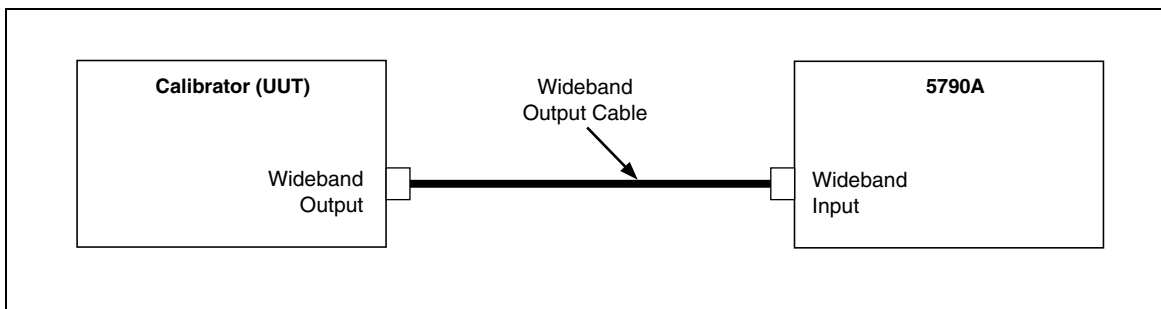 Calibrator (UUT)
Wideband
Output Cable
5790A
Wideband
Output
Wideband
Input